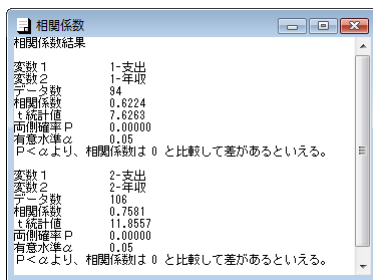 相関係数
相関係数結果
変数1 1-支出
変数2 1-年収
データ数 94
相関係数 0.6224
t統計値 7.6263
両側確率P 0.00000
有意水準α 0.05
P<αより、相関係数は 0 と比較して差があるといえる。
変数1 2-支出
変数2 2-年収
データ数 106
相関係数 0.7581
t統計値 11.8557
両側確率P 0.00000
有意水準α 0.05
P<αより、相関係数は 0 と比較して差があるといえる。